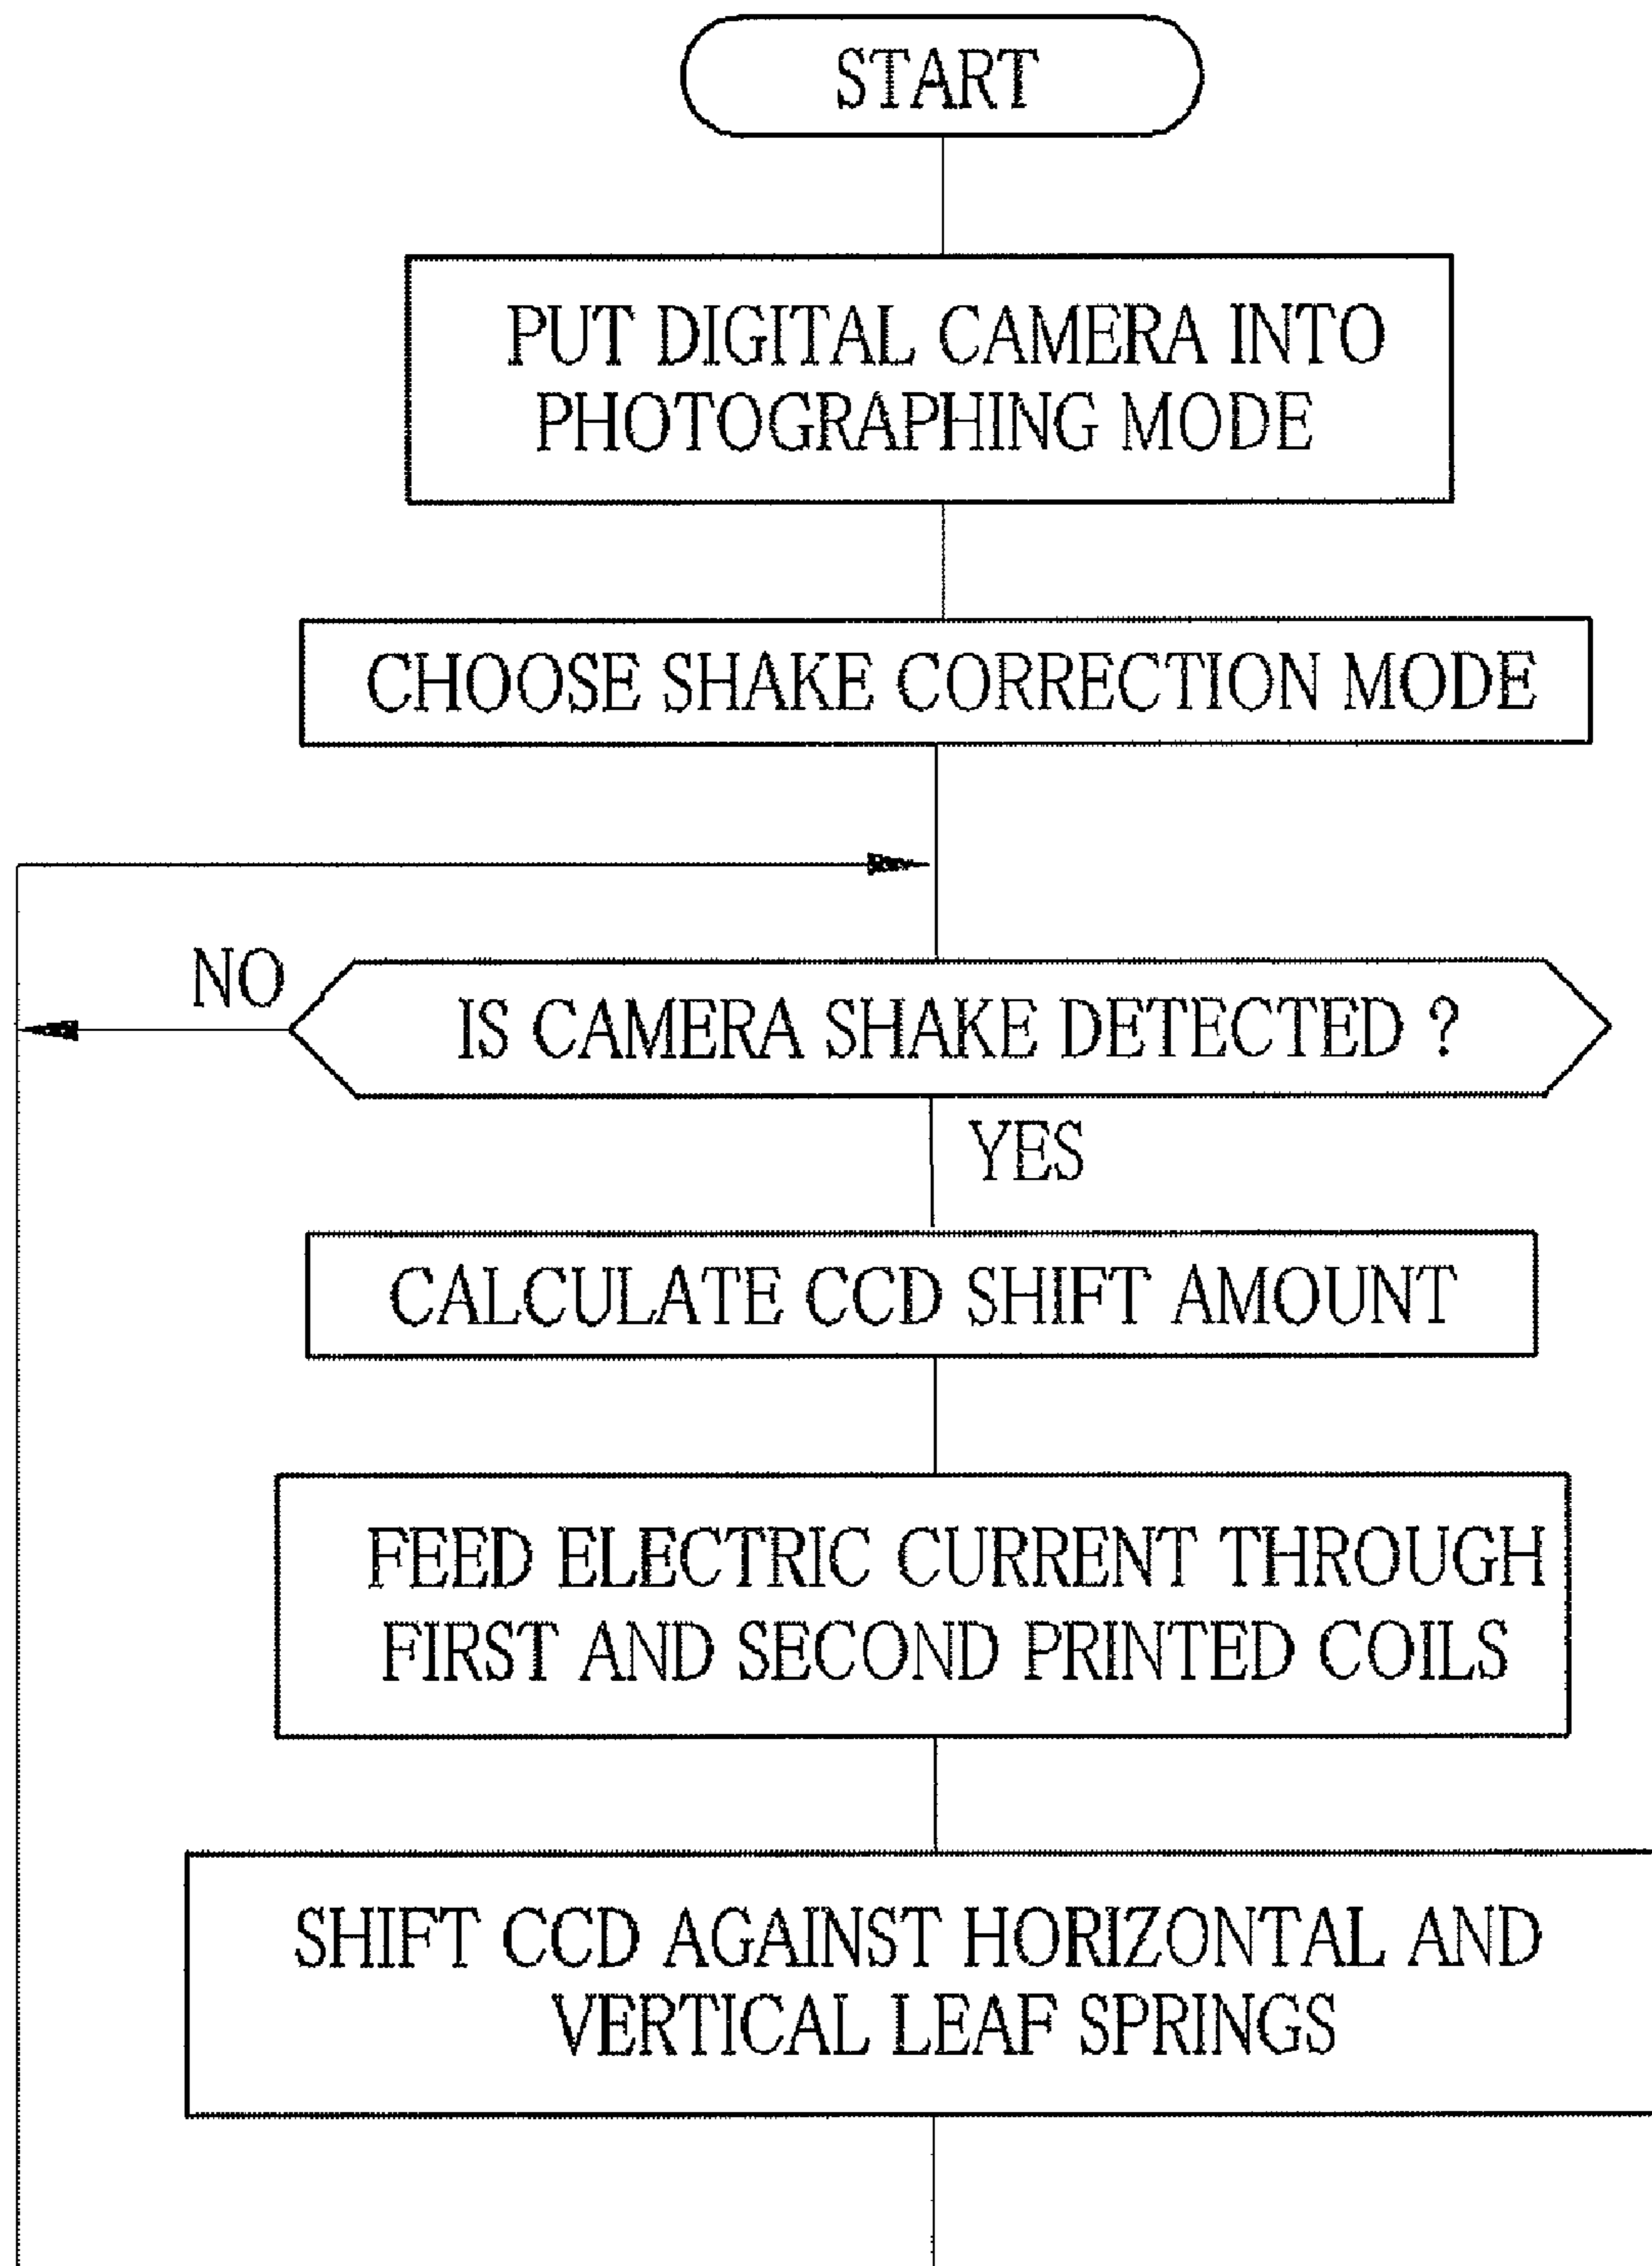 START
PUT DIGITAL CAMERA INTO
PHOTOGRAPHING MODE
CHOOSE SHAKE CORRECTION MODE
NO
IS CAMERA SHAKE DETECTED ?
YES
CALCULATE CCD SHIFT AMOUNT
FEED ELECTRIC CURRENT THROUGH
FIRST AND SECOND PRINTED COILS
SHIFT CCD AGAINST HORIZONTAL AND
VERTICAL LEAF SPRINGS